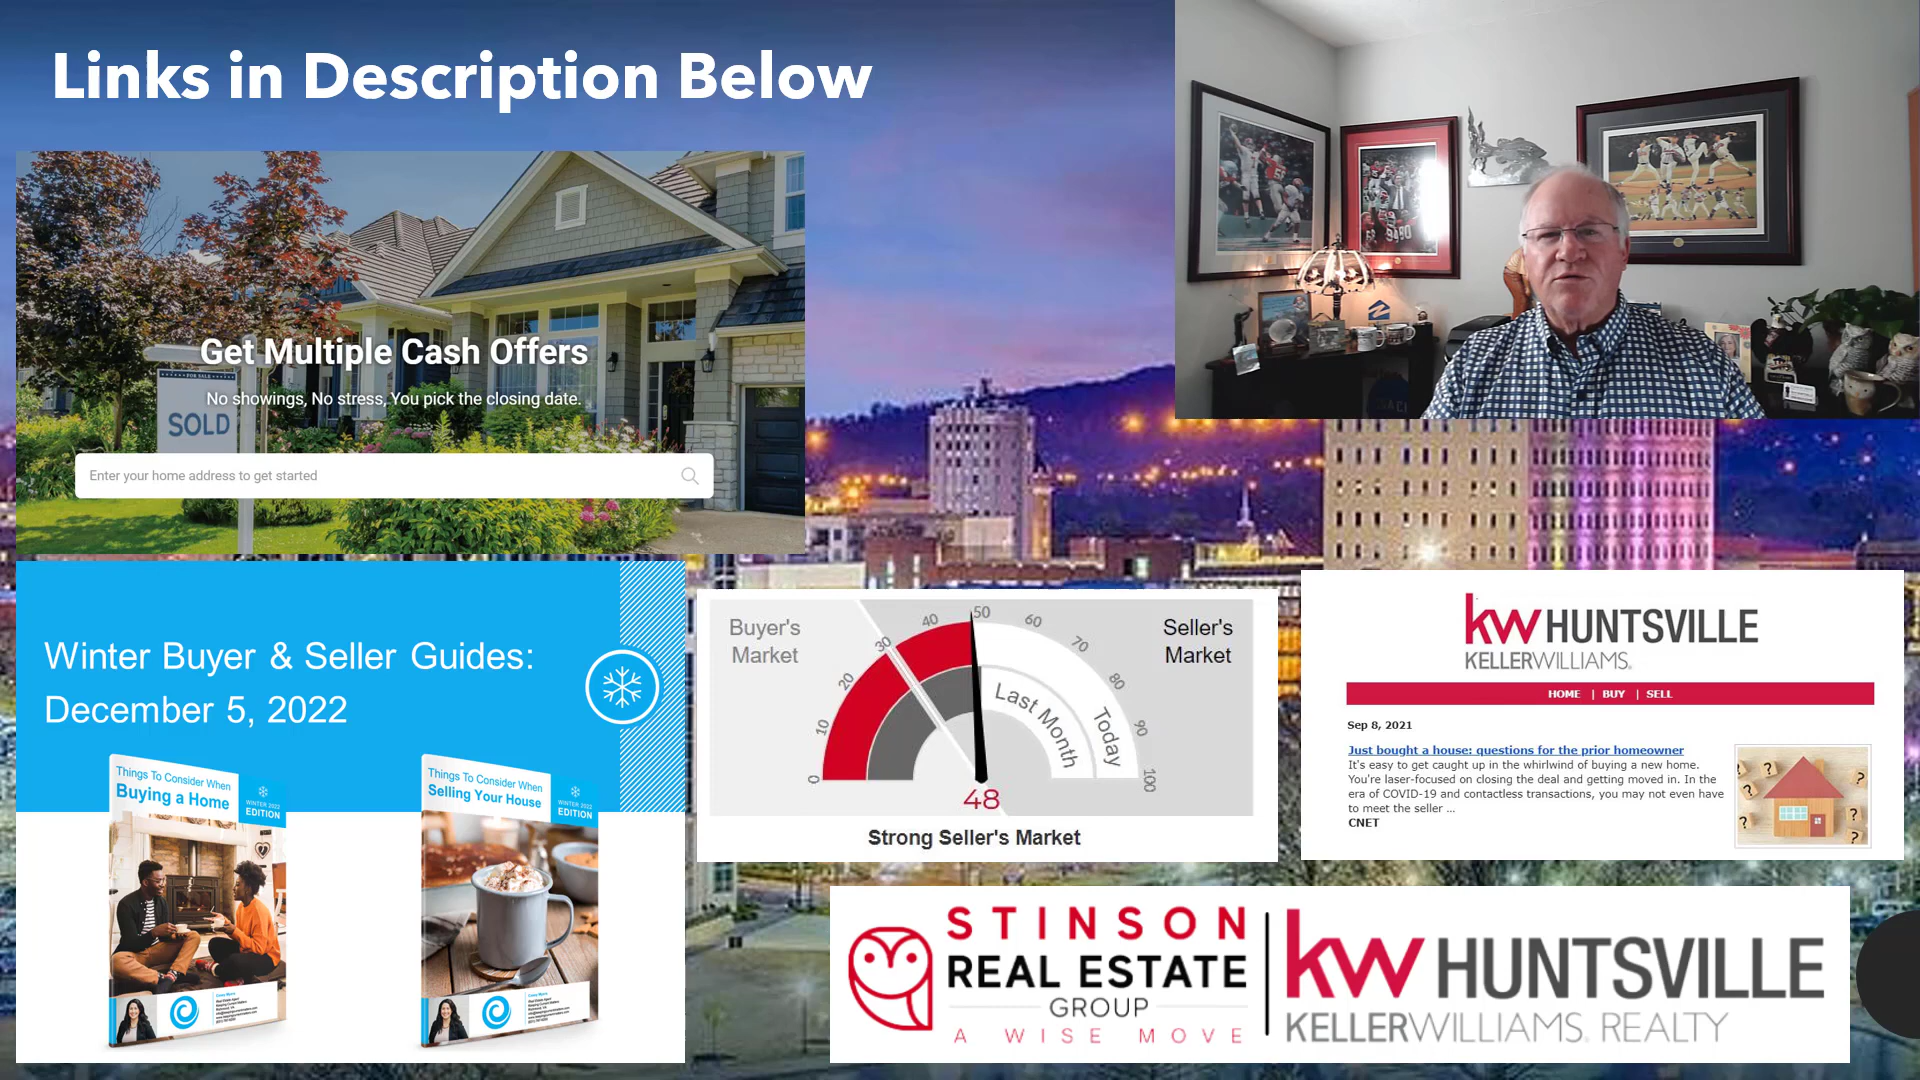 Links in Description Below
FOR SALE
SOLD
Get Multiple Cash Offers
No showings, No stress, You pick the closing date.
Enter your home address to get started
Winter Buyer & Seller Guides:
December 5, 2022
Things To Consider When
Buying a Home
WINTER 2022
EDITION
Things To Consider When
Selling Your House
WINTER 2022
EDITION
Buyer's
Market
Seller's
Market
0
10
20
30
40
50
60
70
80
90
100
Last Month
Today
48
Strong Seller's Market
kw HUNTSVILLE
KELLERWILLIAMS.
HOME | BUY | SELL
Sep 8, 2021
Just bought a house: questions for the prior homeowner
It's easy to get caught up in the whirlwind of buying a new home.
You're laser-focused on closing the deal and getting moved in. In the
era of COVID-19 and contactless transactions, you may not even have
to meet the seller ...
CNET
STINSON
REAL ESTATE
GROUP
A WISE MOVE
kw HUNTSVILLE
KELLERWILLIAMS. REALTY